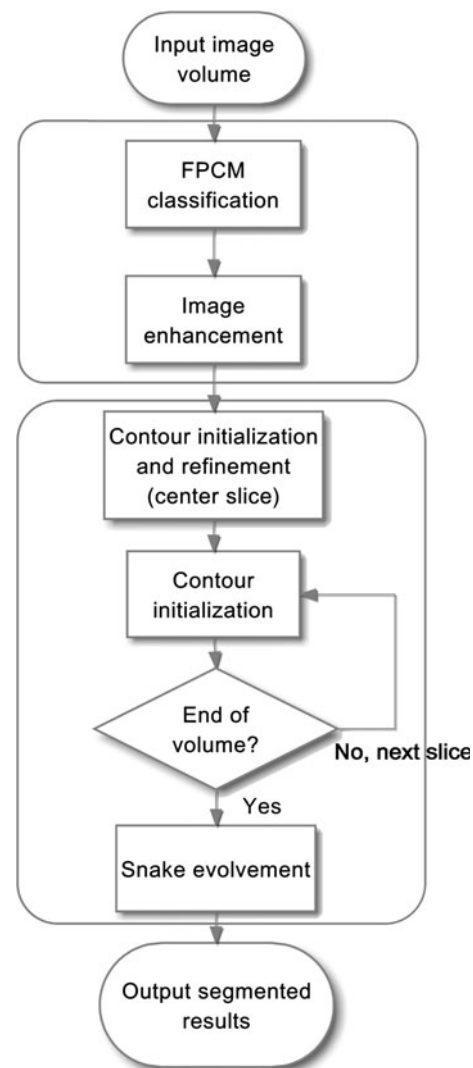 Input image
volume
FPCM
classification
Image
enhancement
Contour initialization
and refinement
(center slice)
Contour
initialization
End of
volume?
No, next slice
Yes
Snake evolvement
Output segmented
results